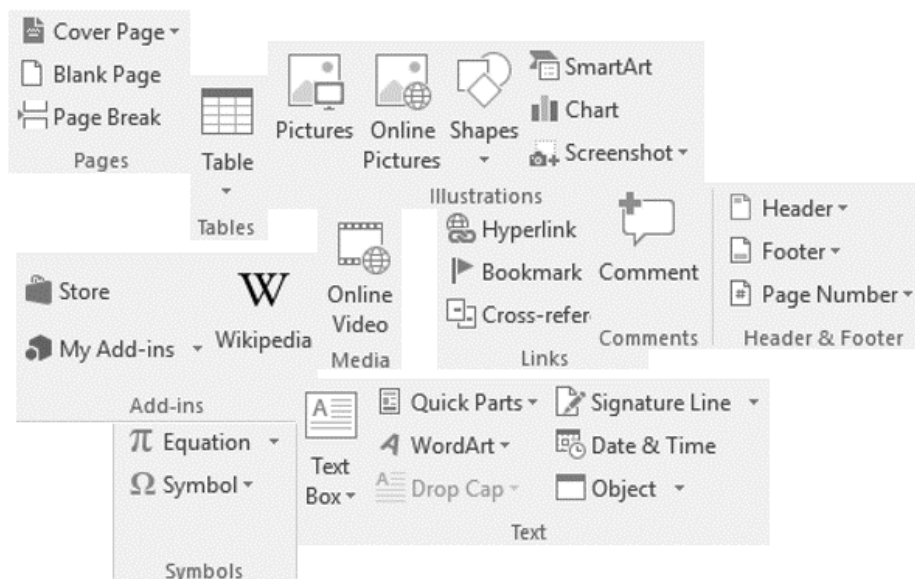 Cover Page
Blank Page
Page Break
Pages
Table
Tables
Pictures
Online
Pictures
Shapes
SmartArt
Chart
Screenshot
Illustrations
Hyperlink
Bookmark
Cross-refer
Links
Comment
Comments
Header
Footer
Page Number
Header & Footer
Store
My Add-ins
W
Wikipedia
Add-ins
Online
Video
Media
Equation
Symbol
Symbols
Text
Box
Quick Parts
WordArt
Drop Cap
Signature Line
Date & Time
Object
Text